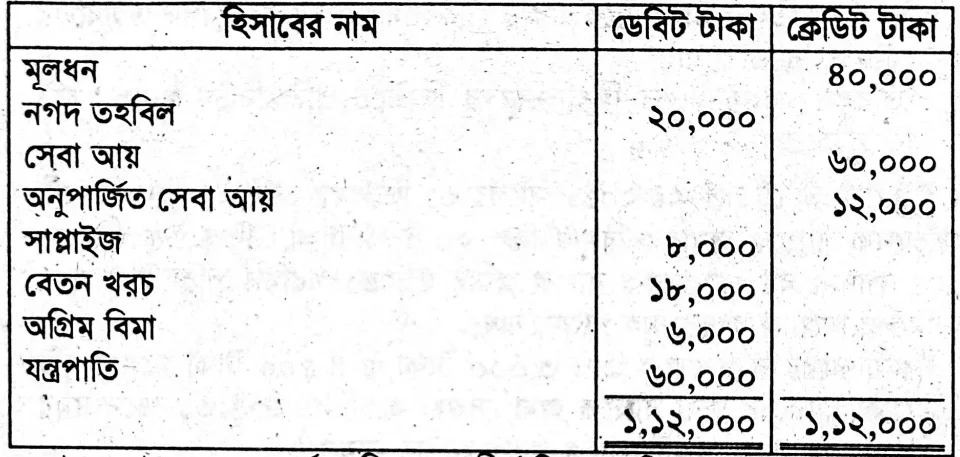 হিসাবের নাম ডেবিট টাকা ক্রেডিট টাকা
মূলধন ৪০,০০০
নগদ তহবিল ২০,০০০
সেবা আয় ৬০,০০০
অনুপার্জিত সেবা আয় ১২,০০০
সাপ্লাইজ ৮,০০০
বেতন খরচ ১৮,০০০
অগ্রিম বিমা ৬,০০০
যন্ত্রপাতি ৬০,০০০
১,১২,০০০ ১,১২,০০০